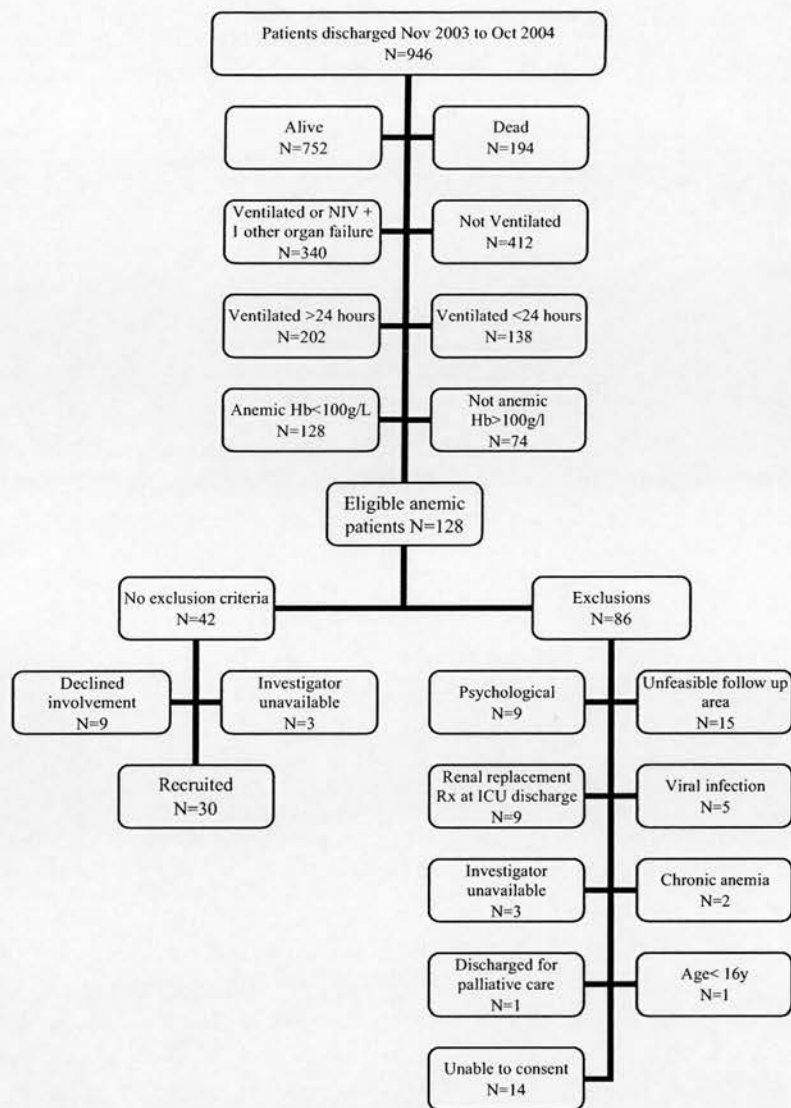 Patients discharged Nov 2003 to Oct 2004
N=946
Alive
N=752
Dead
N=194
Ventilated or NIV +
1 other organ failure
N=340
Not Ventilated
N=412
Ventilated >24 hours
N=202
Ventilated <24 hours
N=138
Anemic Hb<100g/L
N=128
Not anemic
Hb>100g/l
N=74
Eligible anemic
patients N=128
No exclusion criteria
N=42
Exclusions
N=86
Declined
involvement
N=9
Investigator
unavailable
N=3
Recruited
N=30
Psychological
N=9
Unfeasible follow up
area
N=15
Renal replacement
Rx at ICU discharge
N=9
Viral infection
N=5
Investigator
unavailable
N=3
Chronic anemia
N=2
Discharged for
palliative care
N=1
Age< 16y
N=1
Unable to consent
N=14